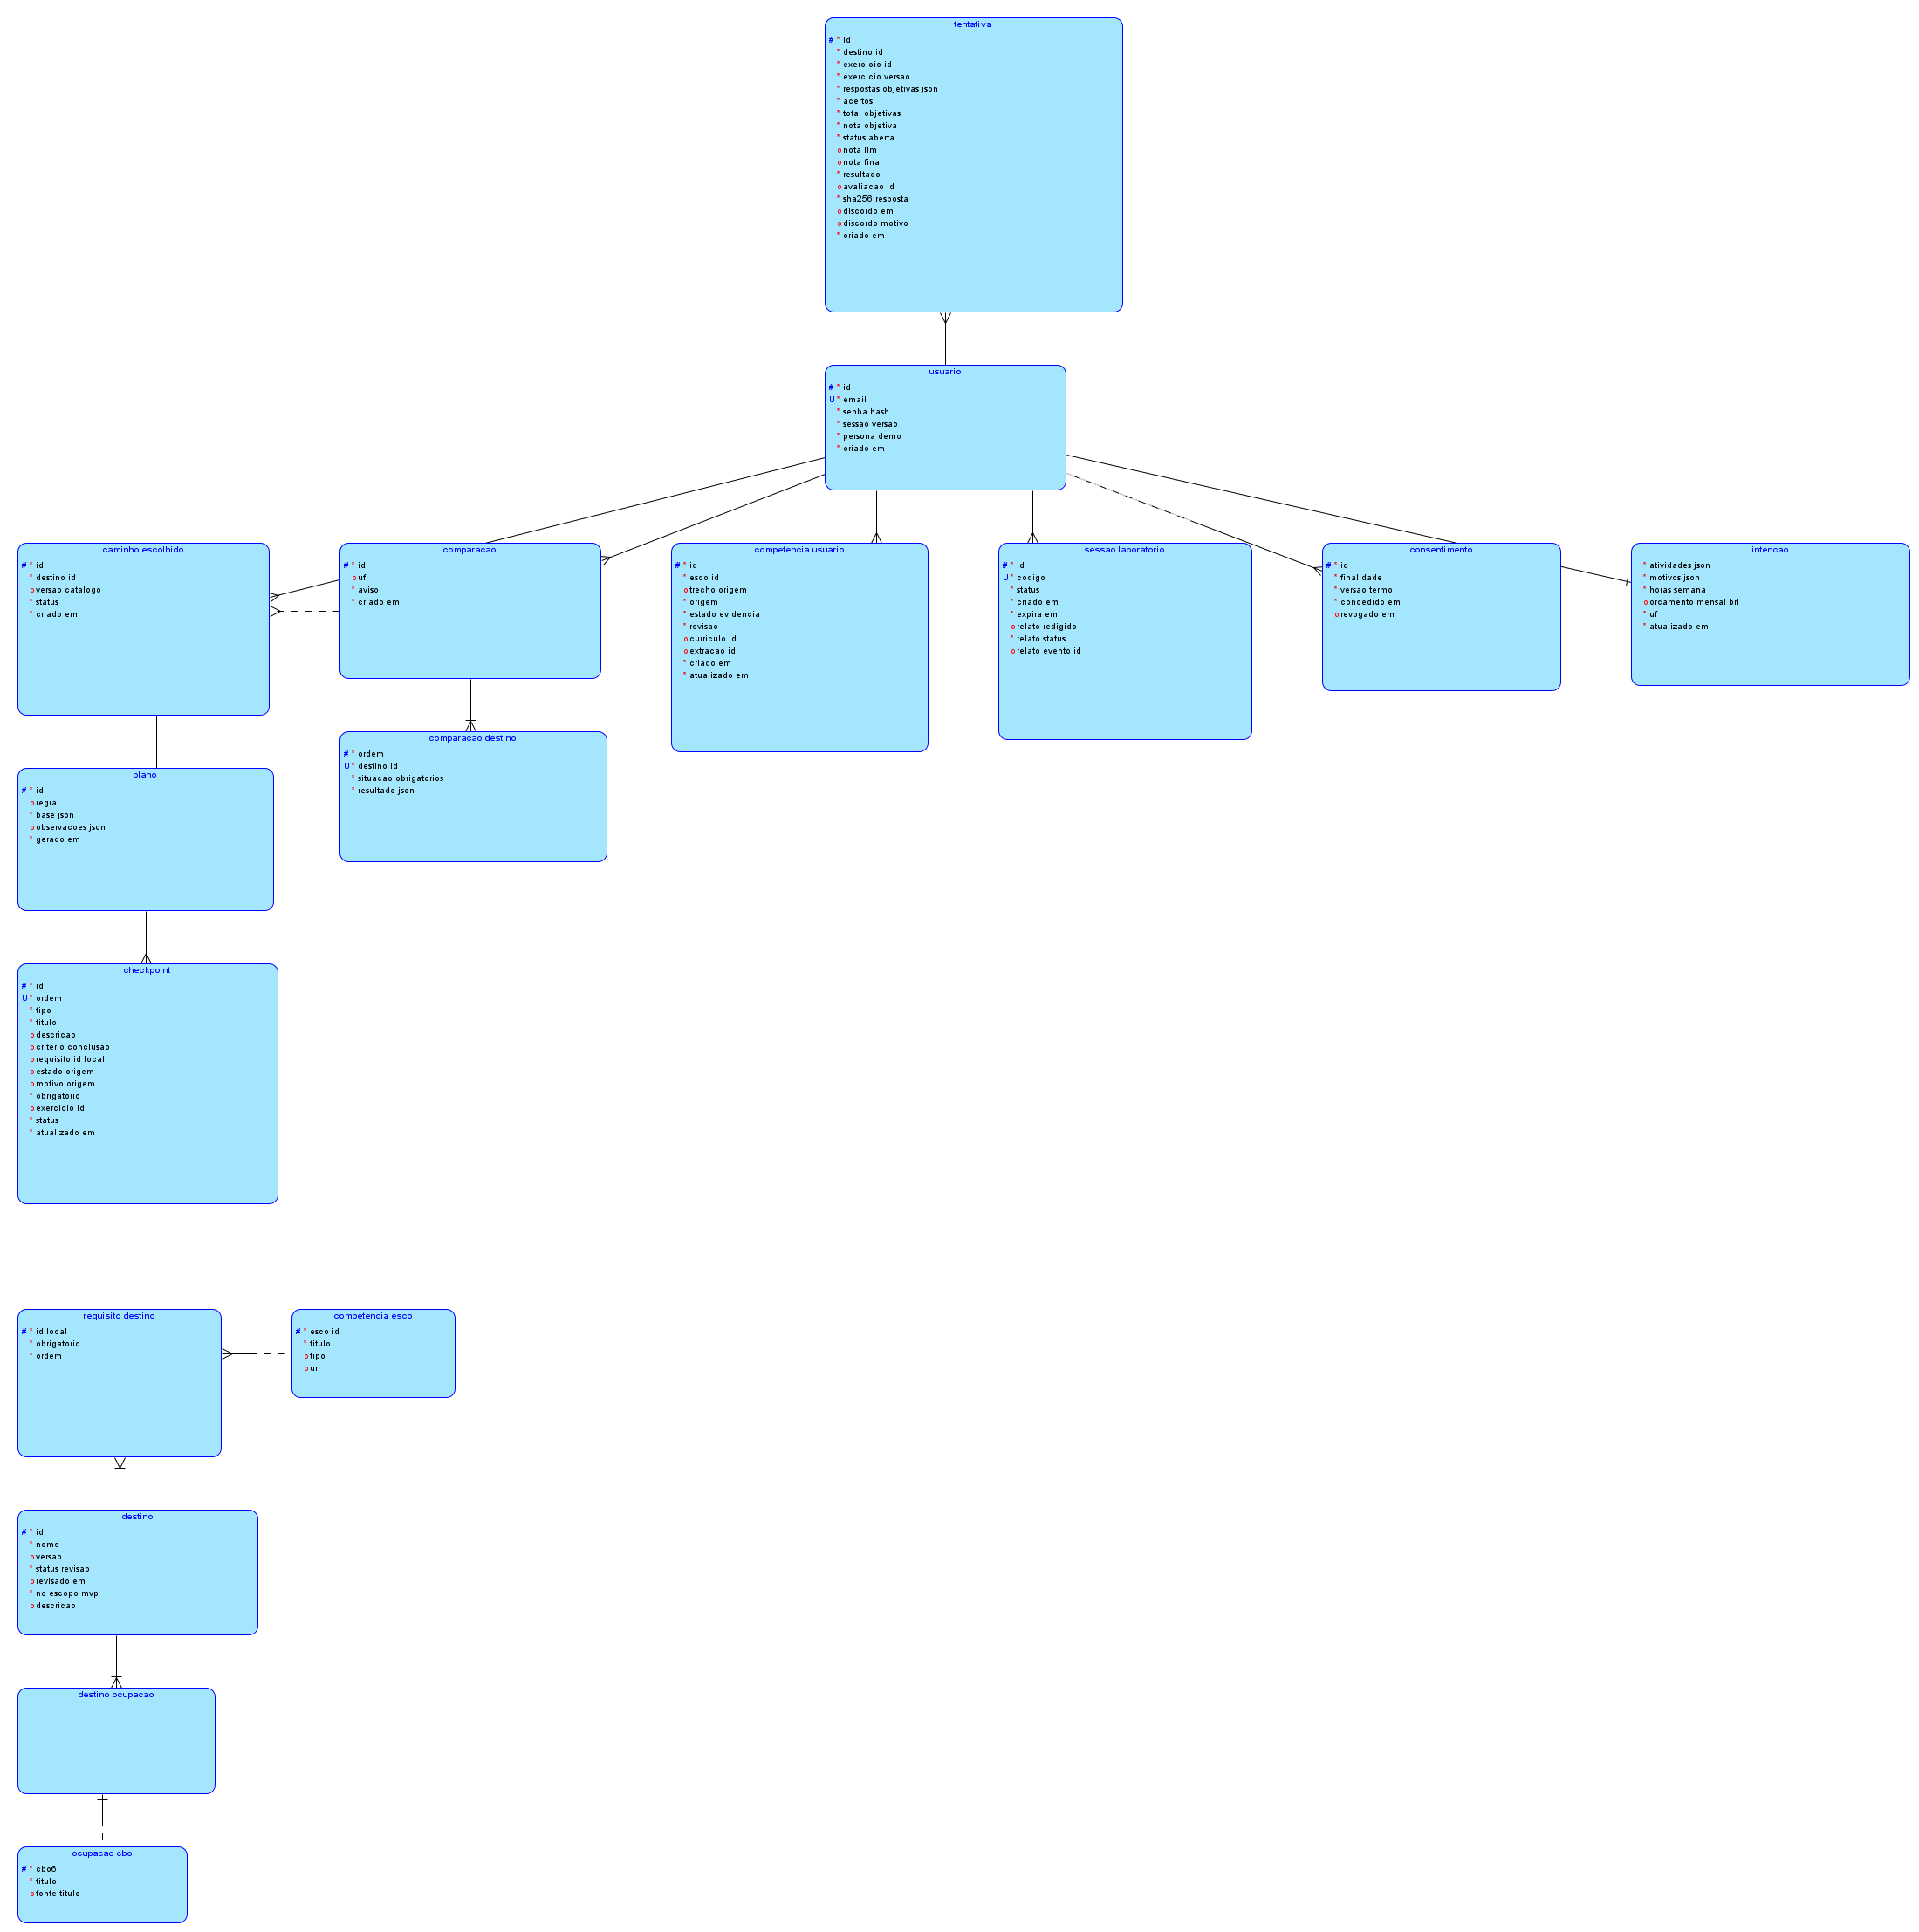 tentativa
# * id
* destino id
* exercicio id
* exercicio versao
* respostas objetivas json
* acertos
* total objetivas
* nota objetiva
* status aberta
o nota llm
o nota final
* resultado
o avaliacao id
* sha256 resposta
o discordo em
o discordo motivo
* criado em
usuario
# * id
U * email
* senha hash
* sessao versao
* persona demo
* criado em
caminho escolhido
# * id
* destino id
o versao catalogo
* status
* criado em
comparacao
# * id
o uf
* aviso
* criado em
competencia usuario
# * id
* esco id
o trecho origem
* origem
* estado evidencia
* revisao
o curriculo id
o extracao id
* criado em
* atualizado em
sessao laboratorio
# * id
U * codigo
* status
* criado em
* expira em
o relato redigido
* relato status
o relato evento id
consentimento
# * id
* finalidade
* versao termo
* concedido em
o revogado em
intencao
* atividades json
* motivos json
* horas semana
o orcamento mensal brl
* uf
* atualizado em
comparacao destino
# * ordem
U * destino id
* situacao obrigatorios
* resultado json
plano
# * id
o regra
* base json
o observacoes json
* gerado em
checkpoint
# * id
U * ordem
* tipo
* titulo
o descricao
o criterio conclusao
o requisito id local
o estado origem
o motivo origem
* obrigatorio
o exercicio id
* status
* atualizado em
requisito destino
# * id local
* obrigatorio
* ordem
competencia esco
# * esco id
* titulo
o tipo
o uri
destino
# * id
* nome
o versao
* status revisao
o revisado em
* no escopo mvp
o descricao
destino ocupacao
ocupacao cbo
# * cbo6
* titulo
o fonte titulo